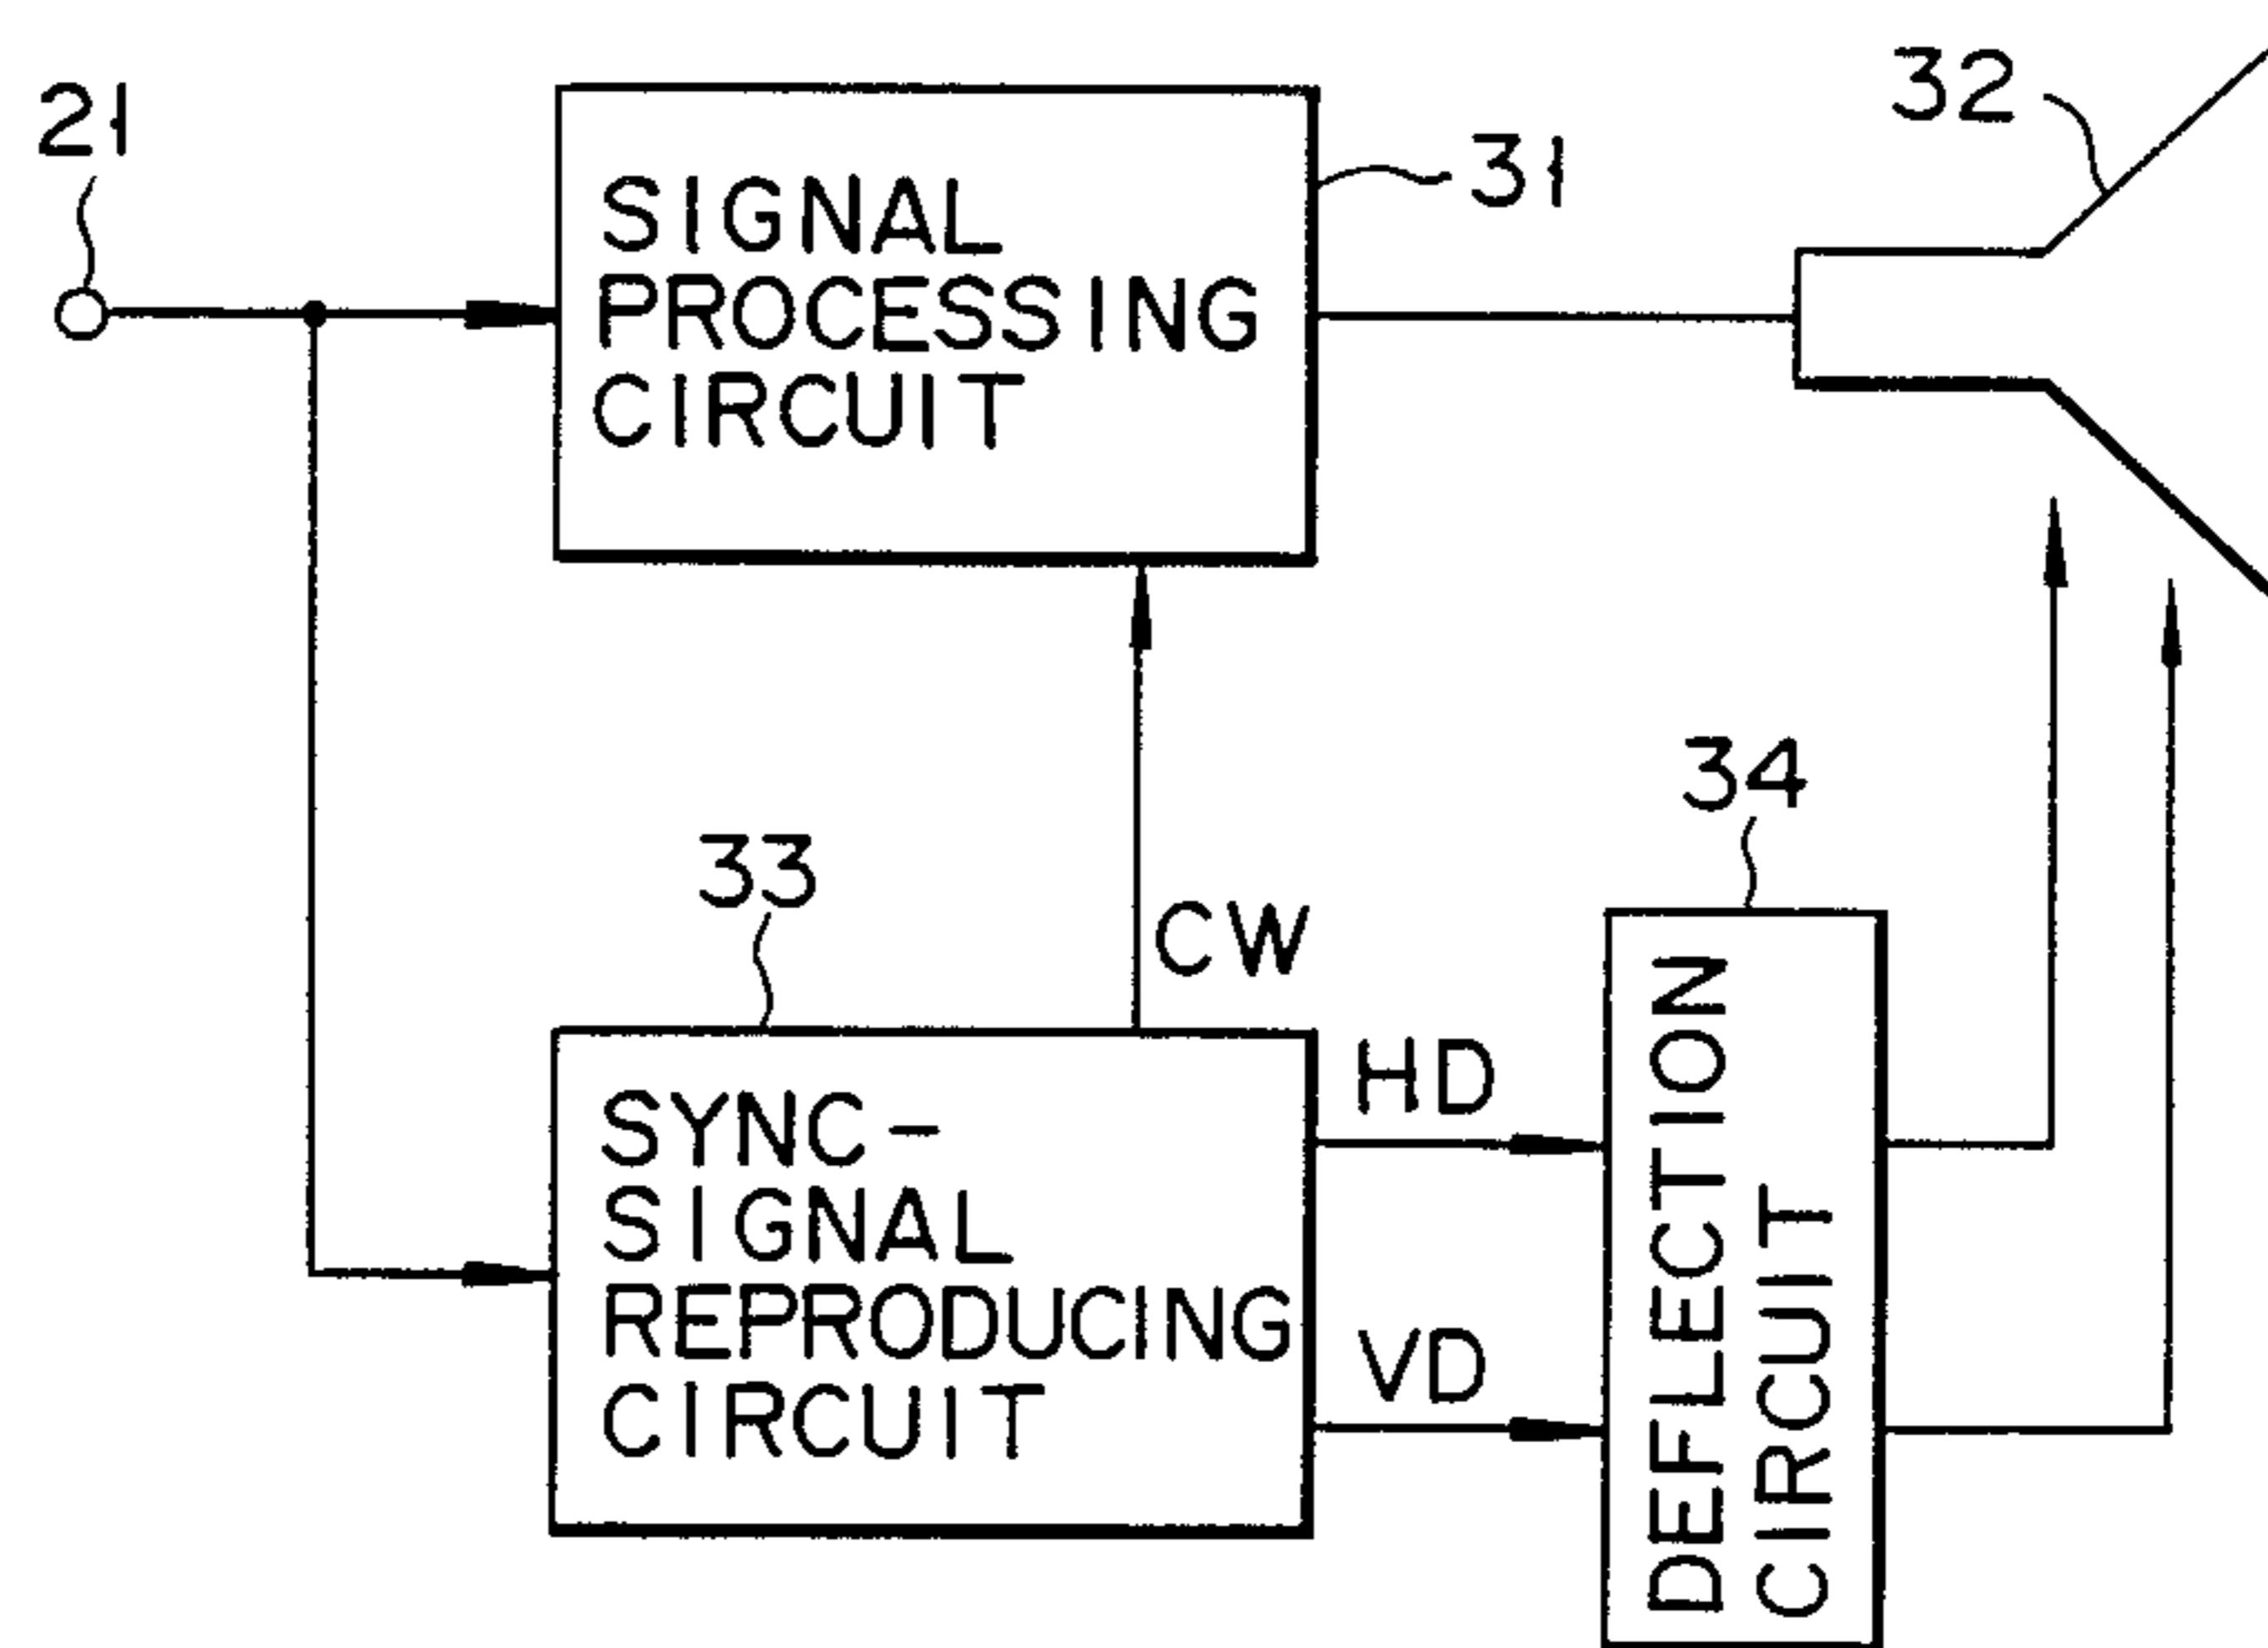 21
SIGNAL
PROCESSING
CIRCUIT
31
32
33
CW
34
SYNC-
SIGNAL
REPRODUCING
CIRCUIT
HD
VD
DEFLECTION
CIRCUIT